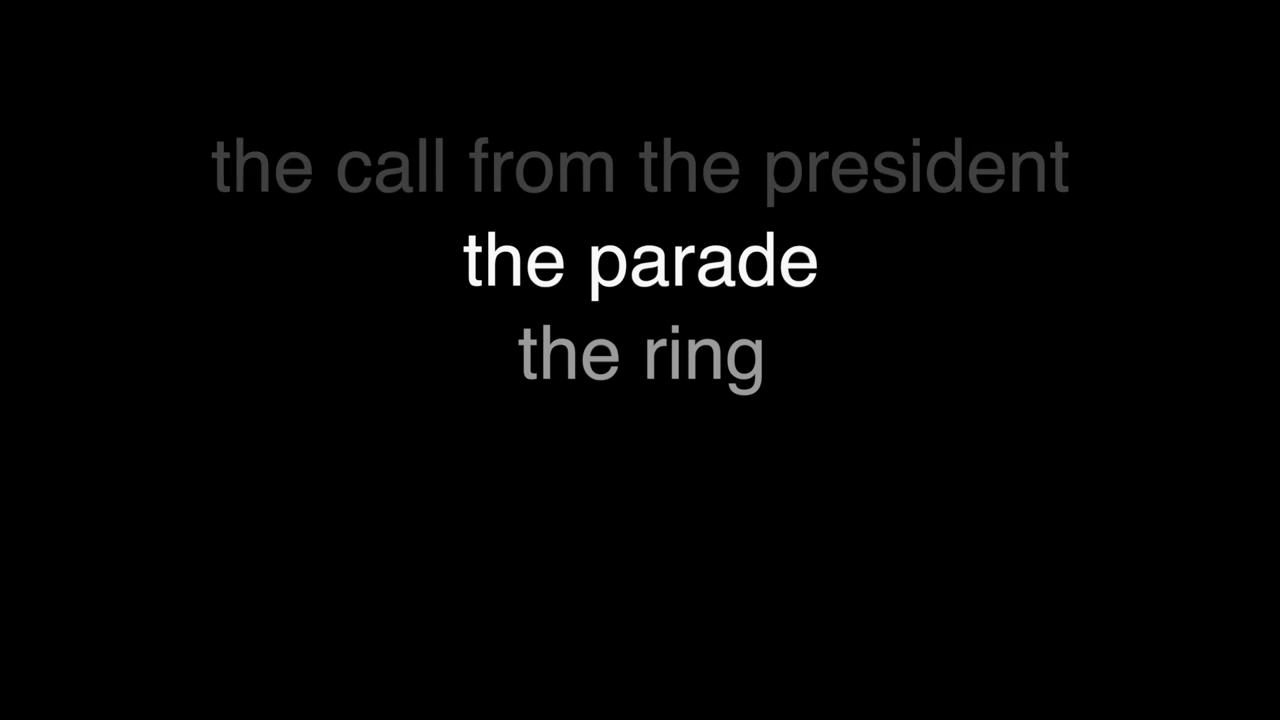 the call from the president
the parade
the ring